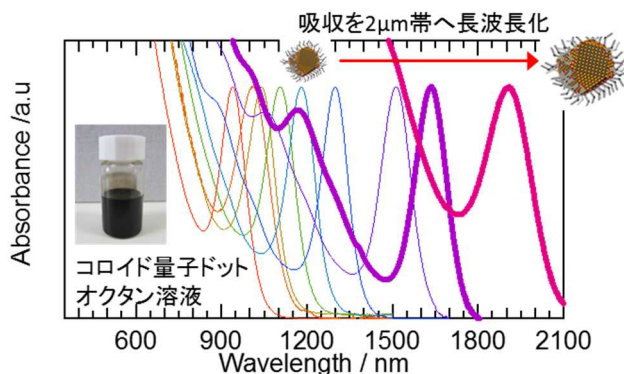 吸収を2μm帯へ長波長化
Absorbance /a.u
コロイド量子ドット
オクタン溶液
600 900 1200 1500 1800 2100
Wavelength / nm